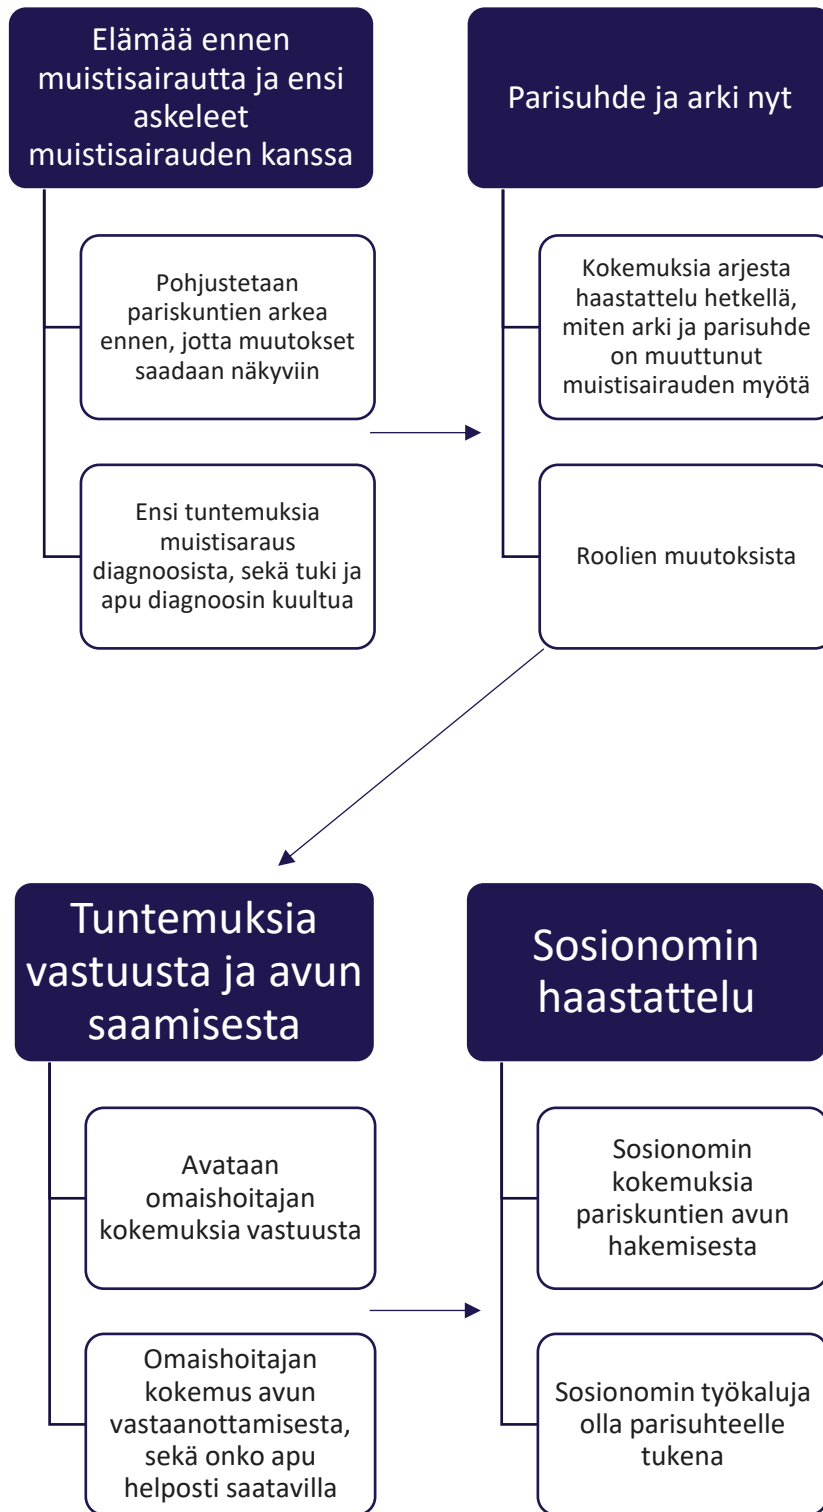 Elämää ennen
muistisairautta ja ensi
askeleet
muistisairauden kanssa
Pohjustetaan
pariskuntien arkea
ennen, jotta muutokset
saadaan näkyviin
Ensi tuntemuksia
muistisaraus
diagnoosista, sekä tuki ja
apu diagnoosin kuultua
Parisuhde ja arki nyt
Kokemuksia arjesta
haastattelu hetkellä,
miten arki ja parisuhde
on muuttunut
muistisairauden myötä
Roolien muutoksista
Tuntemuksia
vastuusta ja avun
saamisesta
Avataan
omaishoitajan
kokemuksia vastuusta
Omaishoitajan
kokemus avun
vastaanottamisesta,
sekä onko apu
helposti saatavilla
Sosionomin
haastattelu
Sosionomin
kokemuksia
pariskuntien avun
hakemisesta
Sosionomin työkaluja
olla parisuhteelle
tukena